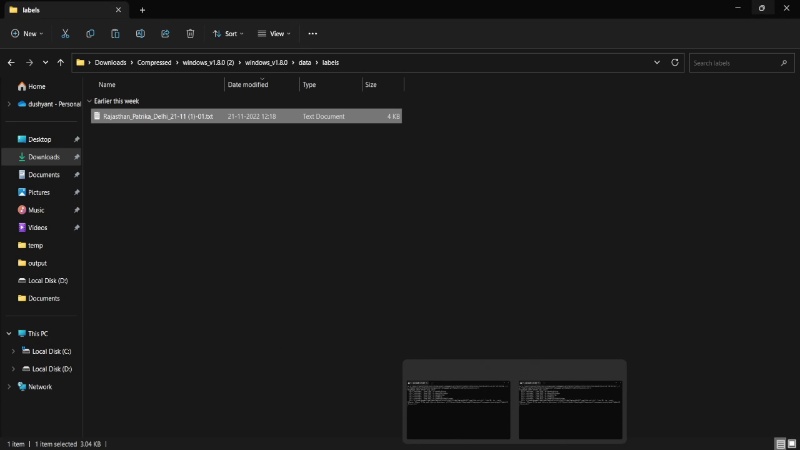 labels
New
Sort
View
Downloads
Compressed
windows_v1.8.0 (2)
windows_v1.8.0
data
labels
Search labels
Home
dushyant - Personal
Desktop
Downloads
Documents
Pictures
Music
Videos
temp
output
Local Disk (D:)
Documents
This PC
Local Disk (C:)
Local Disk (D:)
Network
Name Date modified Type Size
Earlier this week
Rajasthan_Patrika_Delhi_21-11 (1)-01.txt 21-11-2022 12:18 Text Document 4 KB
1 item 1 item selected 3.04 KB